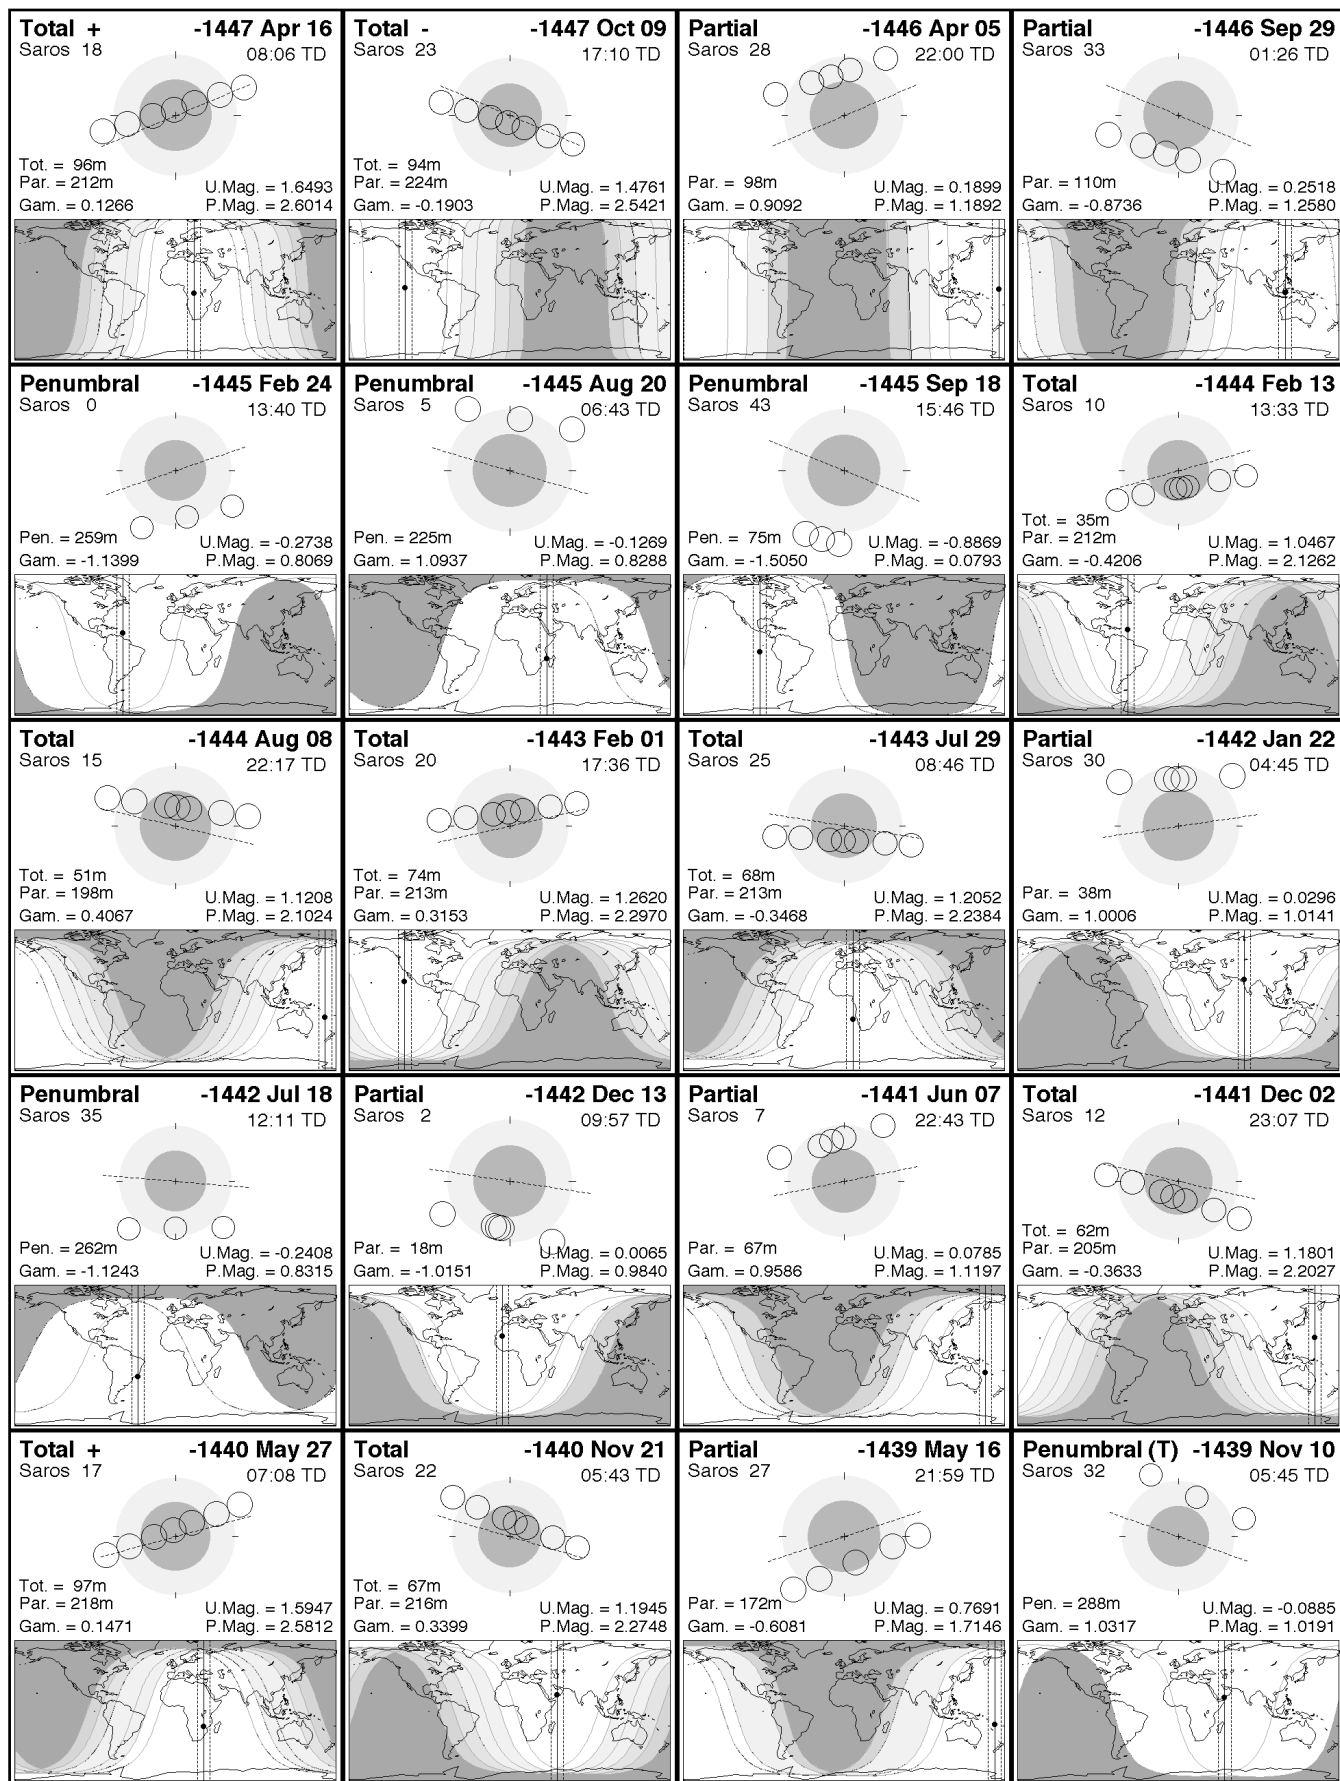 Total + -1447 Apr 16
Saros 18 08:06 TD
Tot. = 96m
Par. = 212m U.Mag. = 1.6493
Gam. = 0.1266 P.Mag. = 2.6014
Total - -1447 Oct 09
Saros 23 17:10 TD
Tot. = 94m
Par. = 224m U.Mag. = 1.4761
Gam. = -0.1903 P.Mag. = 2.5421
Partial -1446 Apr 05
Saros 28 22:00 TD
Par. = 98m U.Mag. = 0.1899
Gam. = 0.9092 P.Mag. = 1.1892
Partial -1446 Sep 29
Saros 33 01:26 TD
Par. = 110m U.Mag. = 0.2518
Gam. = -0.8736 P.Mag. = 1.2580
Penumbral -1445 Feb 24
Saros 0 13:40 TD
Pen. = 259m U.Mag. = -0.2738
Gam. = -1.1399 P.Mag. = 0.8069
Penumbral -1445 Aug 20
Saros 5 06:43 TD
Pen. = 225m U.Mag. = -0.1269
Gam. = 1.0937 P.Mag. = 0.8288
Penumbral -1445 Sep 18
Saros 43 15:46 TD
Pen. = 75m U.Mag. = -0.8869
Gam. = -1.5050 P.Mag. = 0.0793
Total -1444 Feb 13
Saros 10 13:33 TD
Tot. = 35m
Par. = 212m U.Mag. = 1.0467
Gam. = -0.4206 P.Mag. = 2.1262
Total -1444 Aug 08
Saros 15 22:17 TD
Tot. = 51m
Par. = 198m U.Mag. = 1.1208
Gam. = 0.4067 P.Mag. = 2.1024
Total -1443 Feb 01
Saros 20 17:36 TD
Tot. = 74m
Par. = 213m U.Mag. = 1.2620
Gam. = 0.3153 P.Mag. = 2.2970
Total -1443 Jul 29
Saros 25 08:46 TD
Tot. = 68m
Par. = 213m U.Mag. = 1.2052
Gam. = -0.3468 P.Mag. = 2.2384
Partial -1442 Jan 22
Saros 30 04:45 TD
Par. = 38m U.Mag. = 0.0296
Gam. = 1.0006 P.Mag. = 1.0141
Penumbral -1442 Jul 18
Saros 35 12:11 TD
Pen. = 262m U.Mag. = -0.2408
Gam. = -1.1243 P.Mag. = 0.8315
Partial -1442 Dec 13
Saros 2 09:57 TD
Par. = 18m U.Mag. = 0.0065
Gam. = -1.0151 P.Mag. = 0.9840
Partial -1441 Jun 07
Saros 7 22:43 TD
Par. = 67m U.Mag. = 0.0785
Gam. = 0.9586 P.Mag. = 1.1197
Total -1441 Dec 02
Saros 12 23:07 TD
Tot. = 62m
Par. = 205m U.Mag. = 1.1801
Gam. = -0.3633 P.Mag. = 2.2027
Total + -1440 May 27
Saros 17 07:08 TD
Tot. = 97m
Par. = 218m U.Mag. = 1.5947
Gam. = 0.1471 P.Mag. = 2.5812
Total -1440 Nov 21
Saros 22 05:43 TD
Tot. = 67m
Par. = 216m U.Mag. = 1.1945
Gam. = 0.3399 P.Mag. = 2.2748
Partial -1439 May 16
Saros 27 21:59 TD
Par. = 172m U.Mag. = 0.7691
Gam. = -0.6081 P.Mag. = 1.7146
Penumbral (T) -1439 Nov 10
Saros 32 05:45 TD
Pen. = 288m U.Mag. = -0.0885
Gam. = 1.0317 P.Mag. = 1.0191